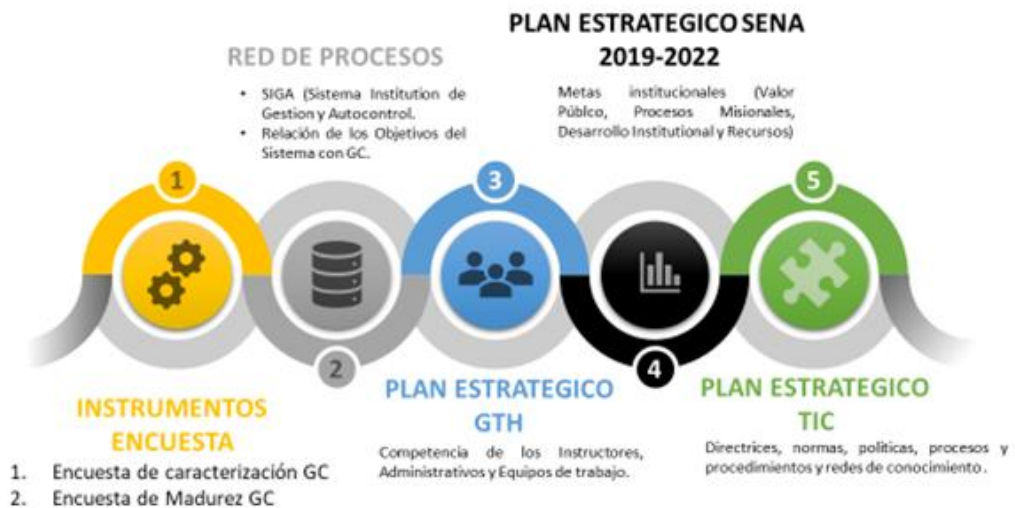 PLAN ESTRATEGICO SENA
2019-2022
Metas institucionales (Valor
Públco, Procesos Misionales,
Desarrollo Institutional y Recursos)
RED DE PROCESOS
• SIGA (Sistema Institution de
Gestion y Autocontrol.
• Relación de los Objetivos del
Sistema con GC.
1
3
5
2
4
INSTRUMENTOS
ENCUESTA
1. Encuesta de caracterización GC
2. Encuesta de Madurez GC
PLAN ESTRATEGICO
GTH
Competencia de los Instructores,
Administrativos y Equipos de trabajo.
PLAN ESTRATEGICO
TIC
Directrices, normas, politicas, procesos y
procedimientos y redes de conocimiento.